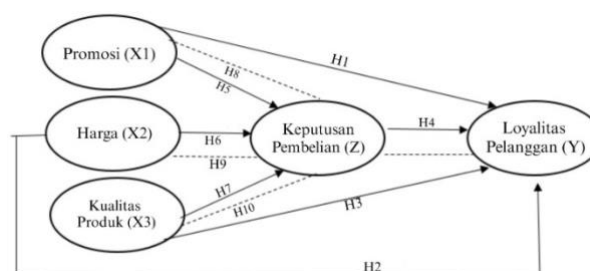 Promosi (X1)
H1
H8
H5
Harga (X2)
H6
Keputusan
Pembelian (Z)
H4
Loyalitas
Pelanggan (Y)
H9
H7
Kualitas
Produk (X3)
H10
H3
H2